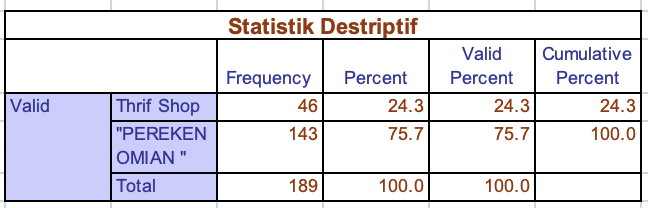 Statistik Destriptif
Frequency Percent Valid Percent Cumulative Percent
Valid Thrif Shop 46 24.3 24.3 24.3
"PEREKEN OMIAN " 143 75.7 75.7 100.0
Total 189 100.0 100.0